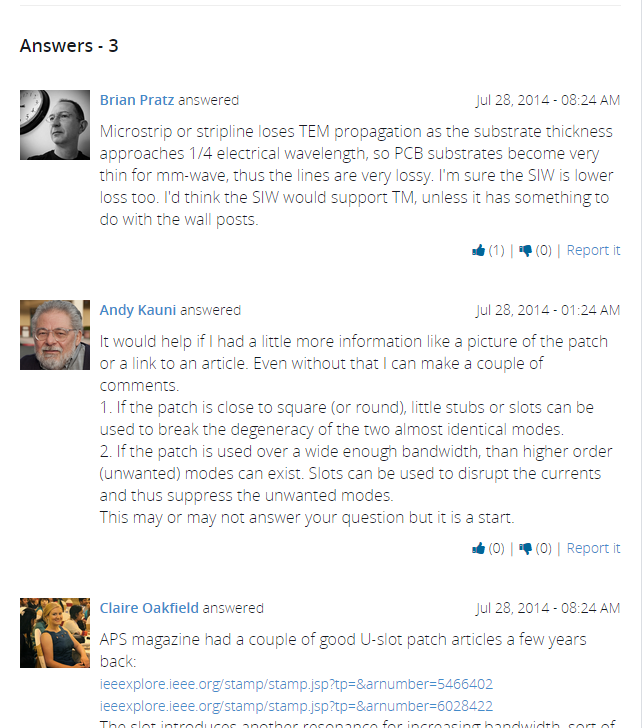 Answers - 3
Brian Pratz answered
Jul 28, 2014 - 08:24 AM
Microstrip or stripline loses TEM propagation as the substrate thickness
approaches 1/4 electrical wavelength, so PCB substrates become very
thin for mm-wave, thus the lines are very lossy. I'm sure the SIW is lower
loss too. I'd think the SIW would support TM, unless it has something to
do with the wall posts.
(1) | (0) | Report it
Andy Kauni answered
Jul 28, 2014 - 01:24 AM
It would help if I had a little more information like a picture of the patch
or a link to an article. Even without that I can make a couple of
comments.
1. If the patch is close to square (or round), little stubs or slots can be
used to break the degeneracy of the two almost identical modes.
2. If the patch is used over a wide enough bandwidth, than higher order
(unwanted) modes can exist. Slots can be used to disrupt the currents
and thus suppress the unwanted modes.
This may or may not answer your question but it is a start.
(0) | (0) | Report it
Claire Oakfield answered
Jul 28, 2014 - 08:24 AM
APS magazine had a couple of good U-slot patch articles a few years
back:
ieeexplore.ieee.org/stamp/stamp.jsp?tp=&arnumber=5466402
ieeexplore.ieee.org/stamp/stamp.jsp?tp=&arnumber=6028422
The slot introduces another resonance for increasing bandwidth, sort of